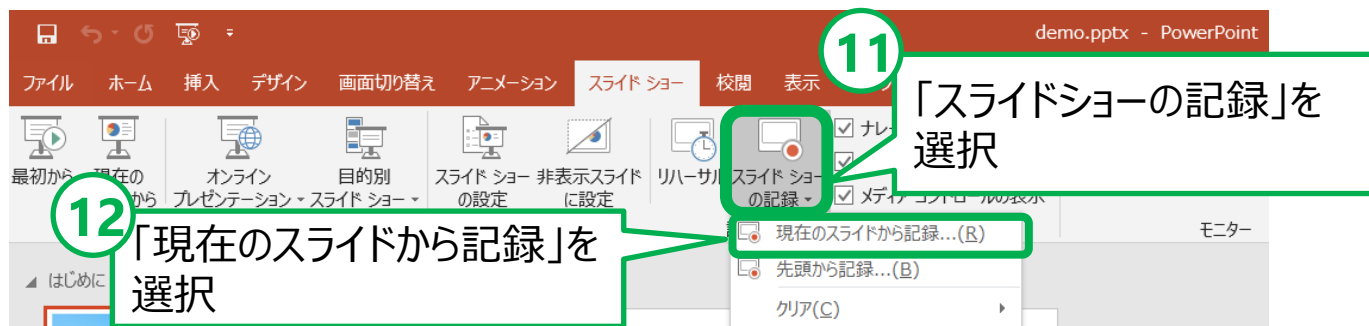 demo.pptx - PowerPoint
ファイル ホーム 挿入 デザイン 画面切り替え アニメーション スライド ショー 校閲 表示
11
「スライドショーの記録」を
選択
最初から
現在の
から
オンライン
プレゼンテーション
目的別
スライド ショー
スライド ショー
の設定
非表示スライド
に設定
リハーサル
スライド ショー
の記録
ナレー
メディア コントロールの表示
モニター
12
「現在のスライドから記録」を
選択
現在のスライドから記録...(R)
先頭から記録...(B)
クリア(C)
はじめに